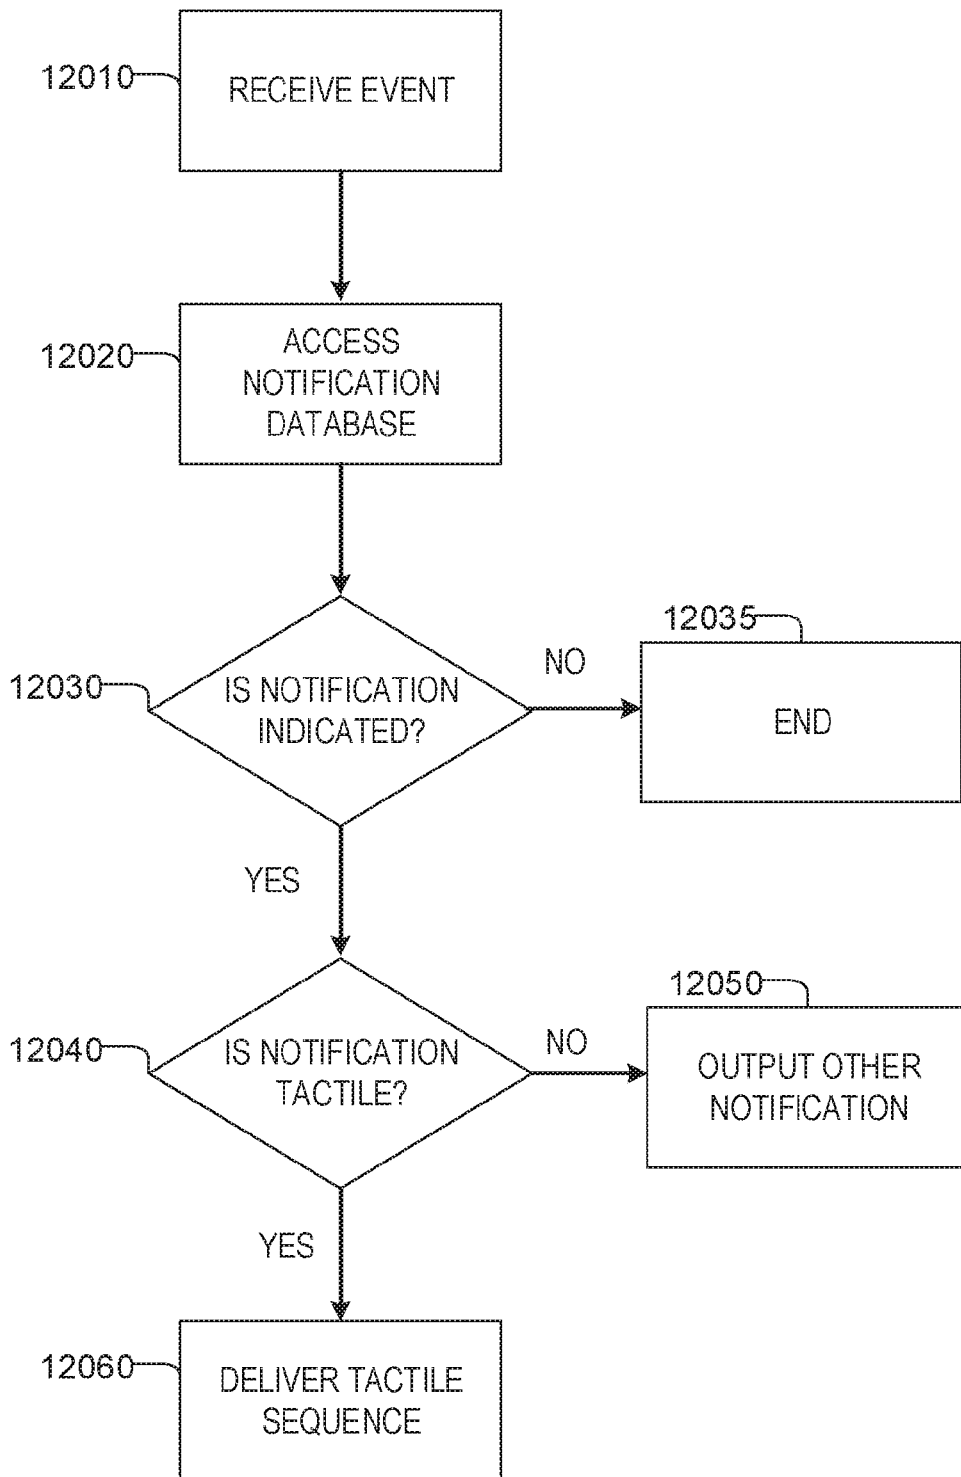 12010
RECEIVE EVENT
12020
ACCESS
NOTIFICATION
DATABASE
12030
IS NOTIFICATION
INDICATED?
NO
12035
END
YES
12040
IS NOTIFICATION
TACTILE?
NO
12050
OUTPUT OTHER
NOTIFICATION
YES
12060
DELIVER TACTILE
SEQUENCE